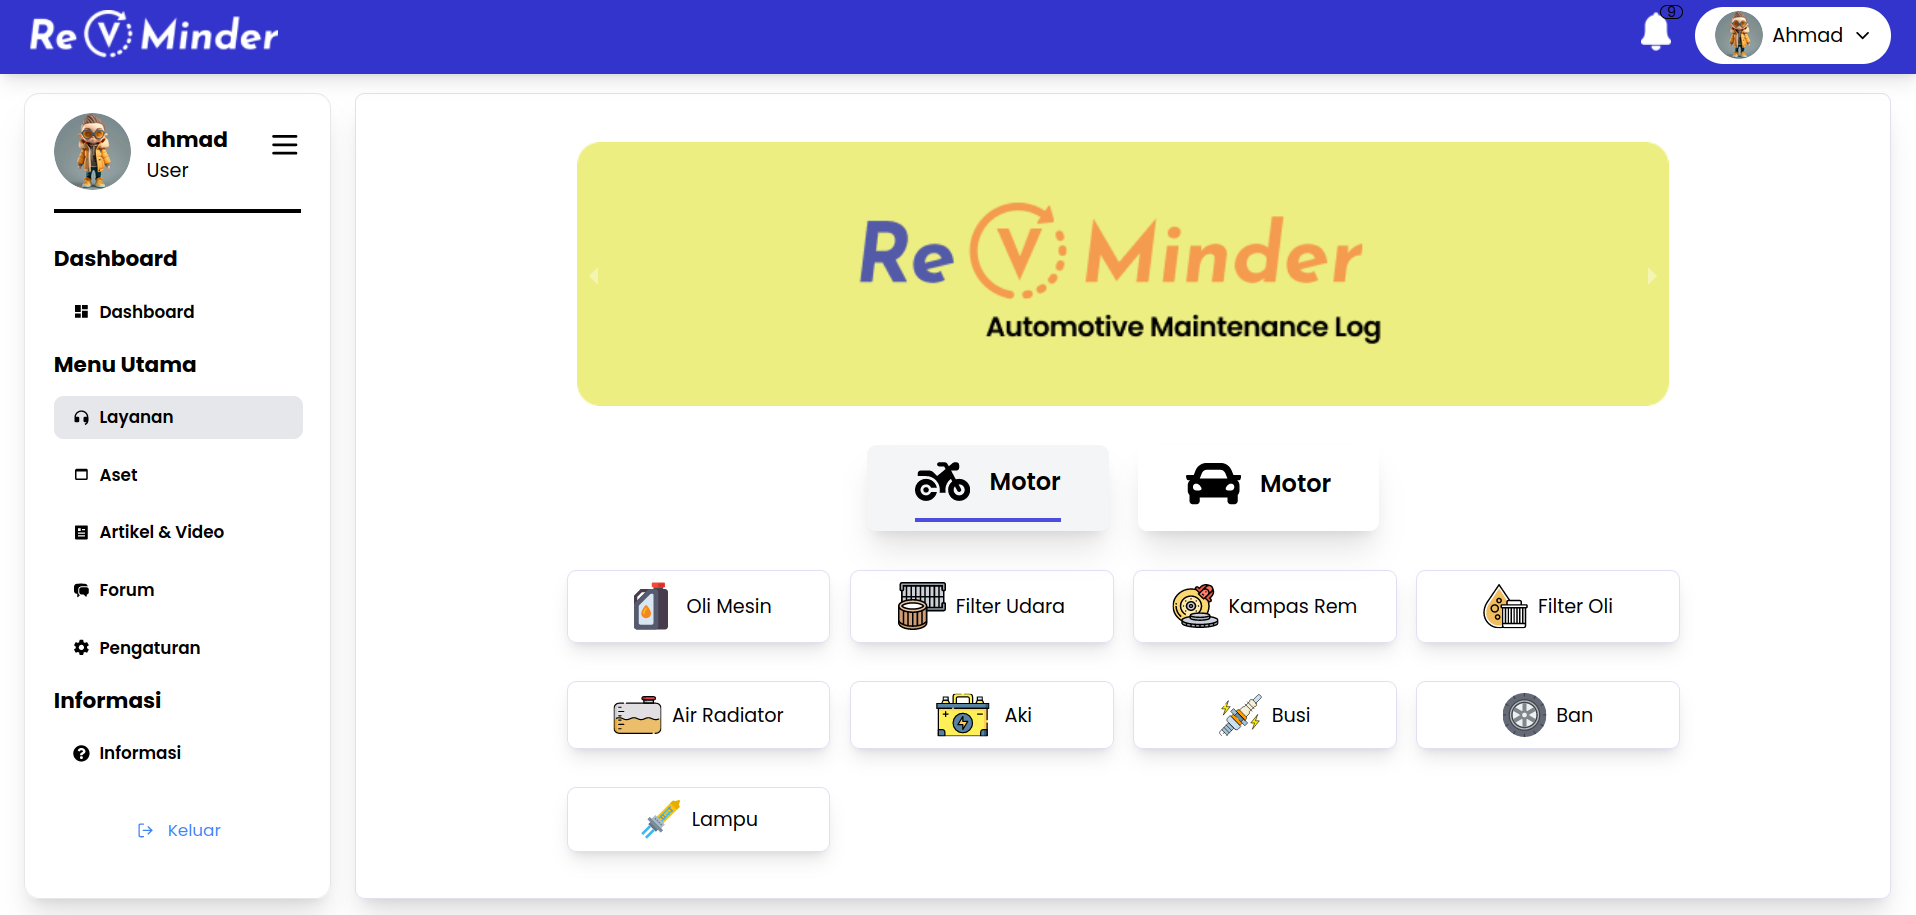 Re V Minder
9
Ahmad
ahmad
User
Dashboard
Dashboard
Menu Utama
Layanan
Aset
Artikel & Video
Forum
Pengaturan
Informasi
Informasi
Keluar
Re V Minder
Automotive Maintenance Log
Motor
Motor
Oli Mesin
Filter Udara
Kampas Rem
Filter Oli
Air Radiator
Aki
Busi
Ban
Lampu